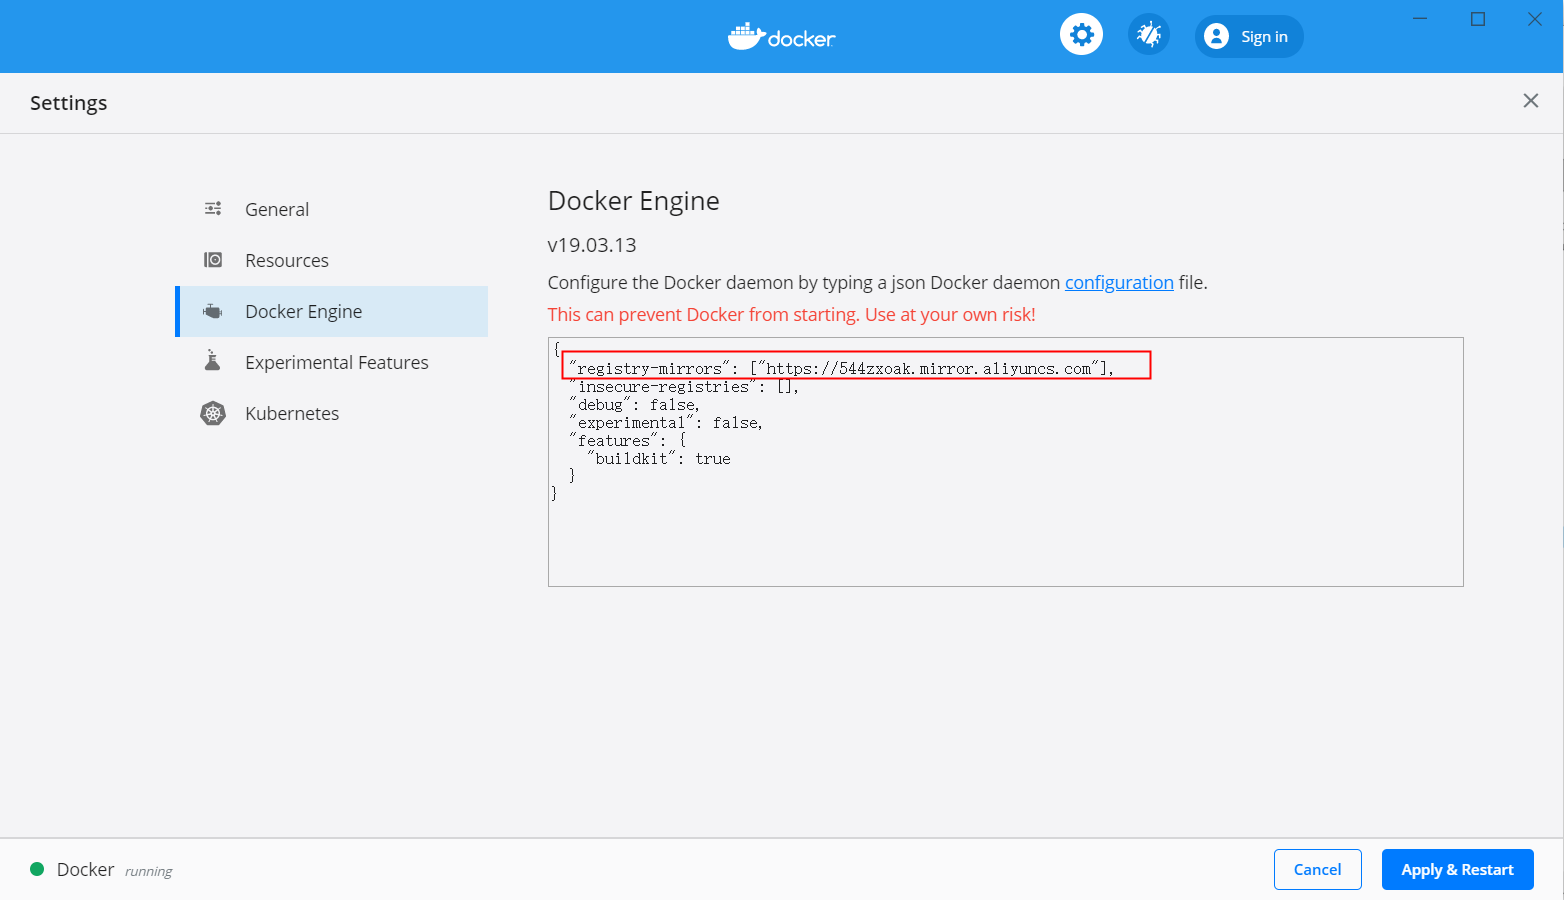 docker
Sign in
Settings
General
Resources
Docker Engine
Experimental Features
Kubernetes
Docker Engine
v19.03.13
Configure the Docker daemon by typing a json Docker daemon configuration file.
This can prevent Docker from starting. Use at your own risk!
{
"registry-mirrors": ["https://544zxoak.mirror.aliyuncs.com"],
"insecure-registries": [],
"debug": false,
"experimental": false,
"features": {
"buildkit": true
}
}
Docker running
Cancel
Apply & Restart